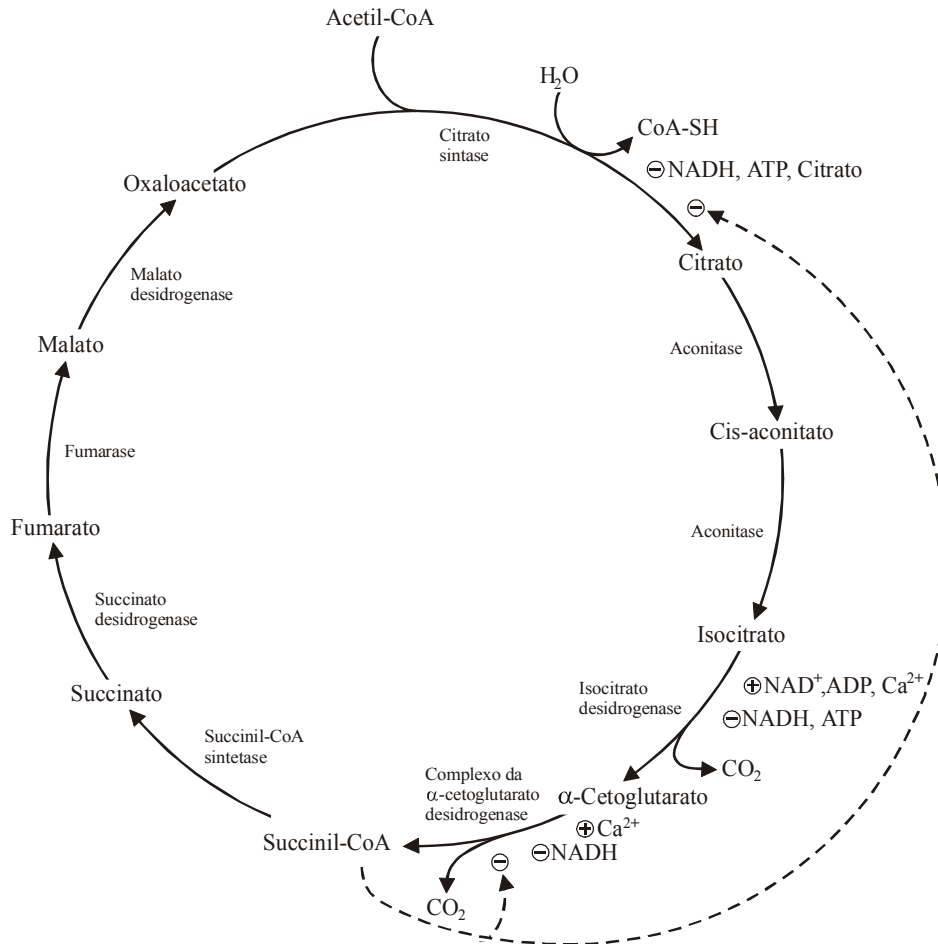 Acetil-CoA
H₂O
CoA-SH
Citrato
sintase
⊖NADH, ATP, Citrato
⊖
Oxaloacetato
Citrato
Malato
desidrogenase
Malato
Aconitase
Cis-aconitato
Fumarase
Fumarato
Aconitase
Succinato
desidrogenase
Isocitrato
Succinato
Isocitrato
desidrogenase
⊕NAD⁺,ADP, Ca²⁺
⊖NADH, ATP
CO₂
Succinil-CoA
sintetase
Complexo da
α-cetoglutarato
desidrogenase
α-Cetoglutarato
⊕Ca²⁺
⊖NADH
Succinil-CoA
⊖
CO₂